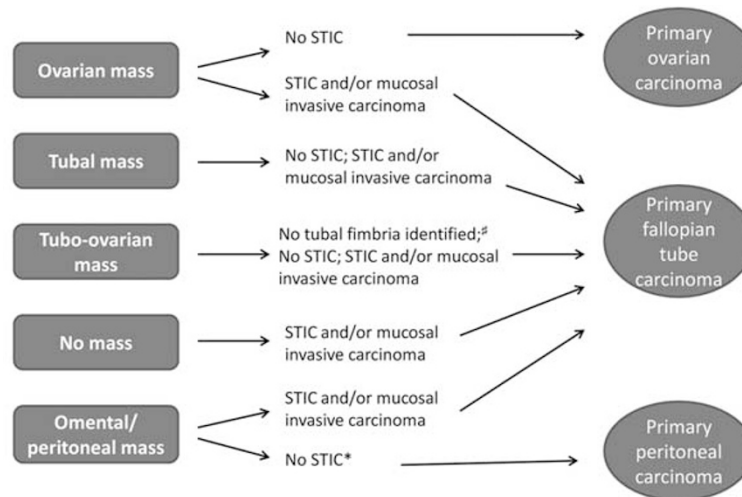 Ovarian mass
No STIC
STIC and/or mucosal
invasive carcinoma
Primary
ovarian
carcinoma
Tubal mass
No STIC; STIC and/or
mucosal invasive carcinoma
Tubo-ovarian
mass
No tubal fimbria identified;♯
No STIC; STIC and/or mucosal
invasive carcinoma
Primary
fallopian
tube
carcinoma
No mass
STIC and/or mucosal
invasive carcinoma
Omental/
peritoneal mass
STIC and/or mucosal
invasive carcinoma
No STIC*
Primary
peritoneal
carcinoma